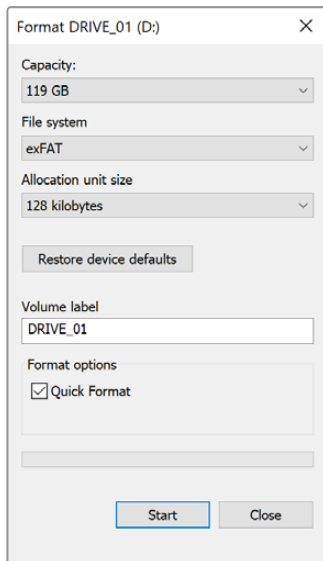 Format DRIVE_01 (D:)
Capacity:
119 GB
File system
exFAT
Allocation unit size
128 kilobytes
Restore device defaults
Volume label
DRIVE_01
Format options
Quick Format
Start Close